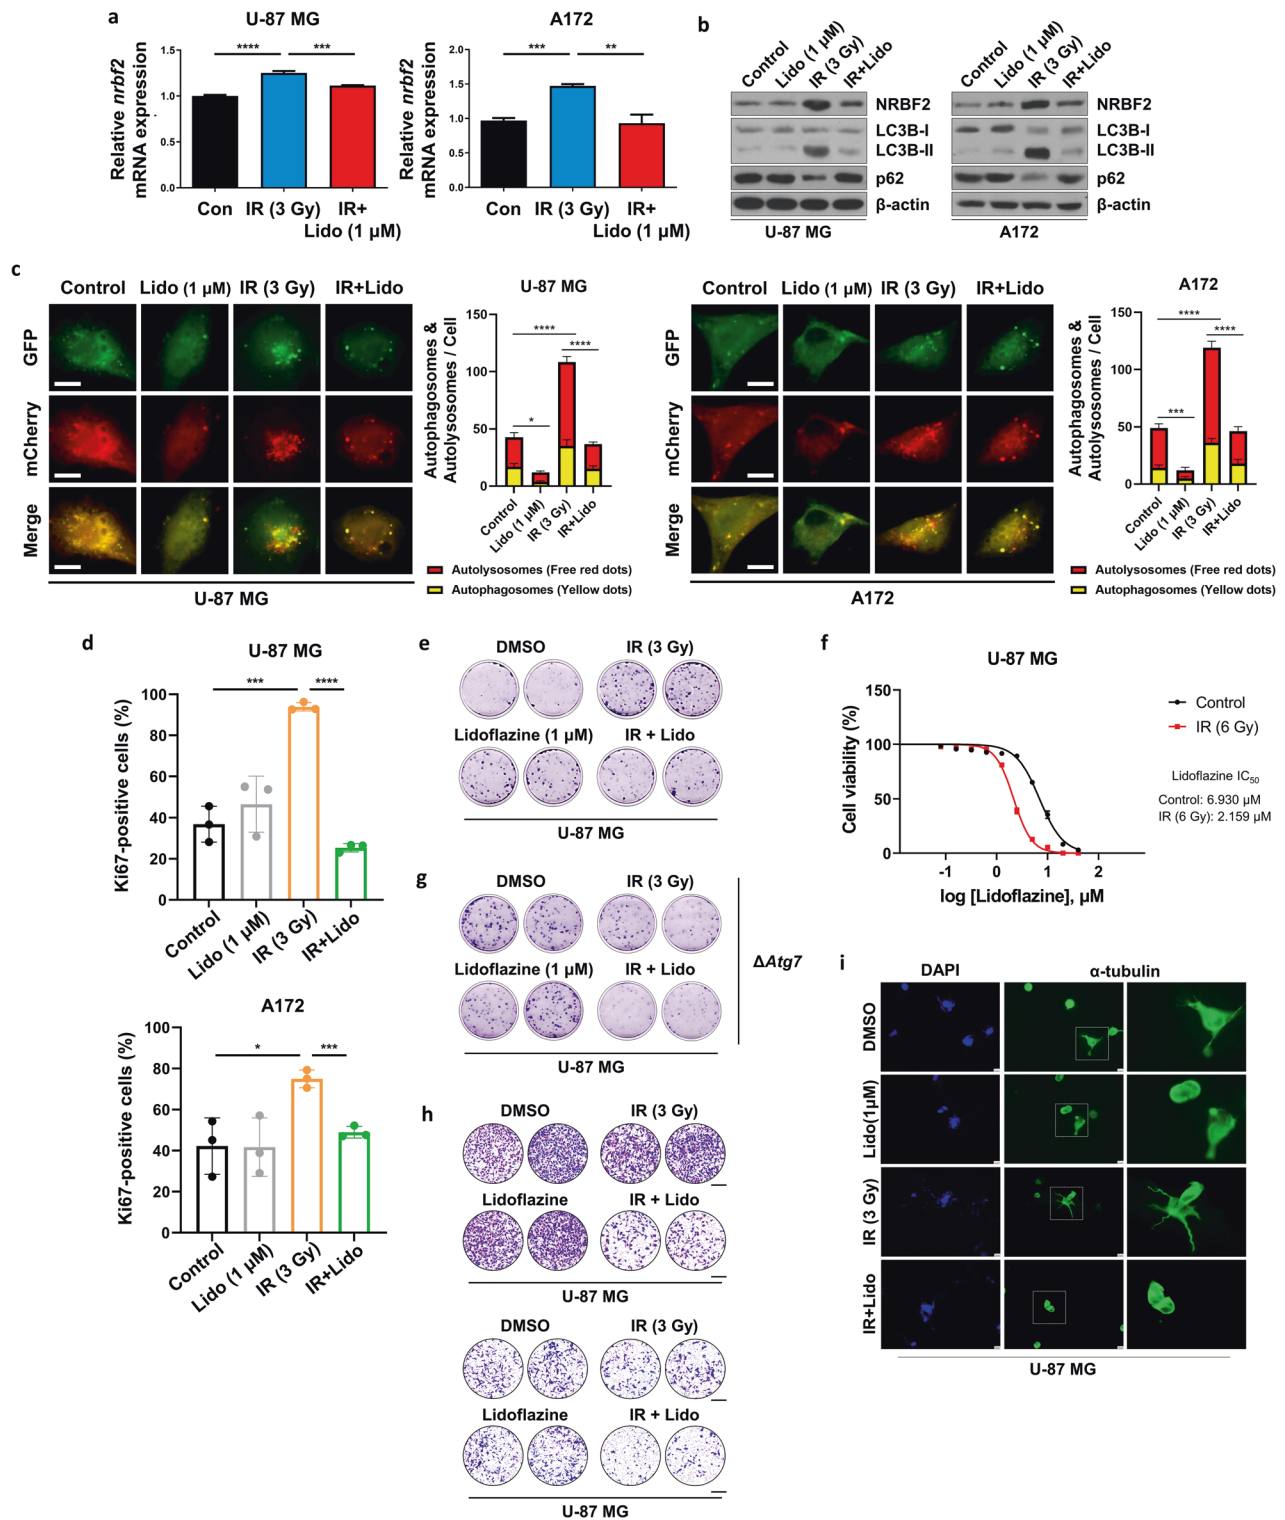 a
U-87 MG
Relative nrbf2
mRNA expression
1.5
1.0
0.5
0.0
****
***
Con
IR (3 Gy)
IR+
Lido (1 µM)
A172
Relative nrbf2
mRNA expression
2.0
1.5
1.0
0.5
0.0
***
**
Con
IR (3 Gy)
IR+
Lido (1 µM)
b
Control
Lido (1 µM)
IR (3 Gy)
IR+Lido
NRBF2
LC3B-I
LC3B-II
p62
β-actin
U-87 MG
Control
Lido (1 µM)
IR (3 Gy)
IR+Lido
NRBF2
LC3B-I
LC3B-II
p62
β-actin
A172
c
Control
Lido (1 µM)
IR (3 Gy)
IR+Lido
GFP
mCherry
Merge
U-87 MG
U-87 MG
Autophagosomes &
Autolysosomes / Cell
150
100
50
0
****
****
*
Control
Lido (1 µM)
IR (3 Gy)
IR+Lido
Autolysosomes (Free red dots)
Autophagosomes (Yellow dots)
Control
Lido (1 µM)
IR (3 Gy)
IR+Lido
GFP
mCherry
Merge
A172
A172
Autophagosomes &
Autolysosomes / Cell
150
100
50
0
****
****
***
Control
Lido (1 µM)
IR (3 Gy)
IR+Lido
Autolysosomes (Free red dots)
Autophagosomes (Yellow dots)
d
U-87 MG
Ki67-positive cells (%)
100
80
60
40
20
0
***
****
Control
Lido (1 µM)
IR (3 Gy)
IR+Lido
A172
Ki67-positive cells (%)
100
80
60
40
20
0
*
***
Control
Lido (1 µM)
IR (3 Gy)
IR+Lido
e
DMSO
IR (3 Gy)
Lidoflazine (1 µM)
IR + Lido
U-87 MG
f
U-87 MG
Cell viability (%)
150
100
50
0
-1
0
1
2
log [Lidoflazine], µM
Control
IR (6 Gy)
Lidoflazine IC50
Control: 6.930 µM
IR (6 Gy): 2.159 µM
g
DMSO
IR (3 Gy)
Lidoflazine (1 µM)
IR + Lido
U-87 MG
ΔAtg7
h
DMSO
IR (3 Gy)
Lidoflazine
IR + Lido
U-87 MG
DMSO
IR (3 Gy)
Lidoflazine
IR + Lido
U-87 MG
i
DAPI
α-tubulin
DMSO
Lido(1µM)
IR (3 Gy)
IR+Lido
U-87 MG